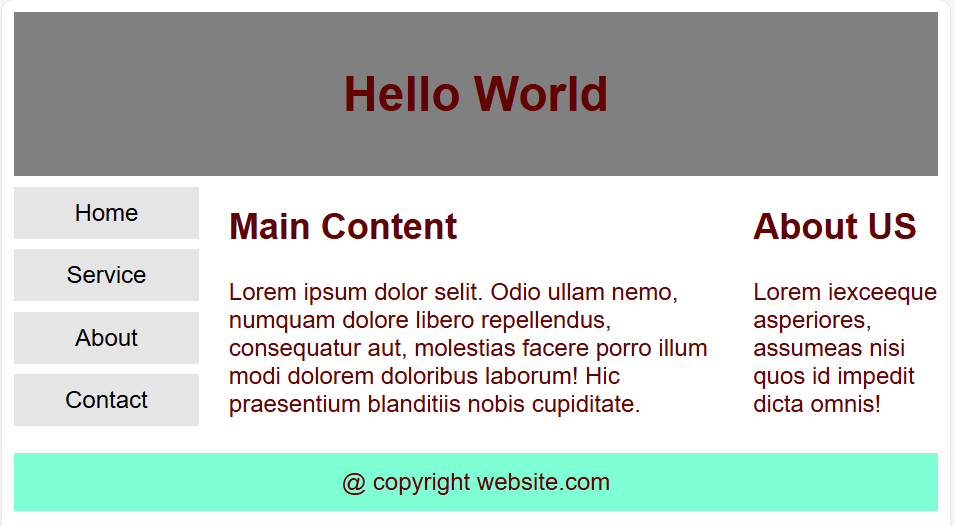 Hello World
Home
Service
About
Contact
Main Content
Lorem ipsum dolor selit. Odio ullam nemo,
numquam dolore libero repellendus,
consequatur aut, molestias facere porro illum
modi dolorem doloribus laborum! Hic
praesentium blanditiis nobis cupiditate.
About US
Lorem iexceeque
asperiores,
assumeas nisi
quos id impedit
dicta omnis!
@ copyright website.com